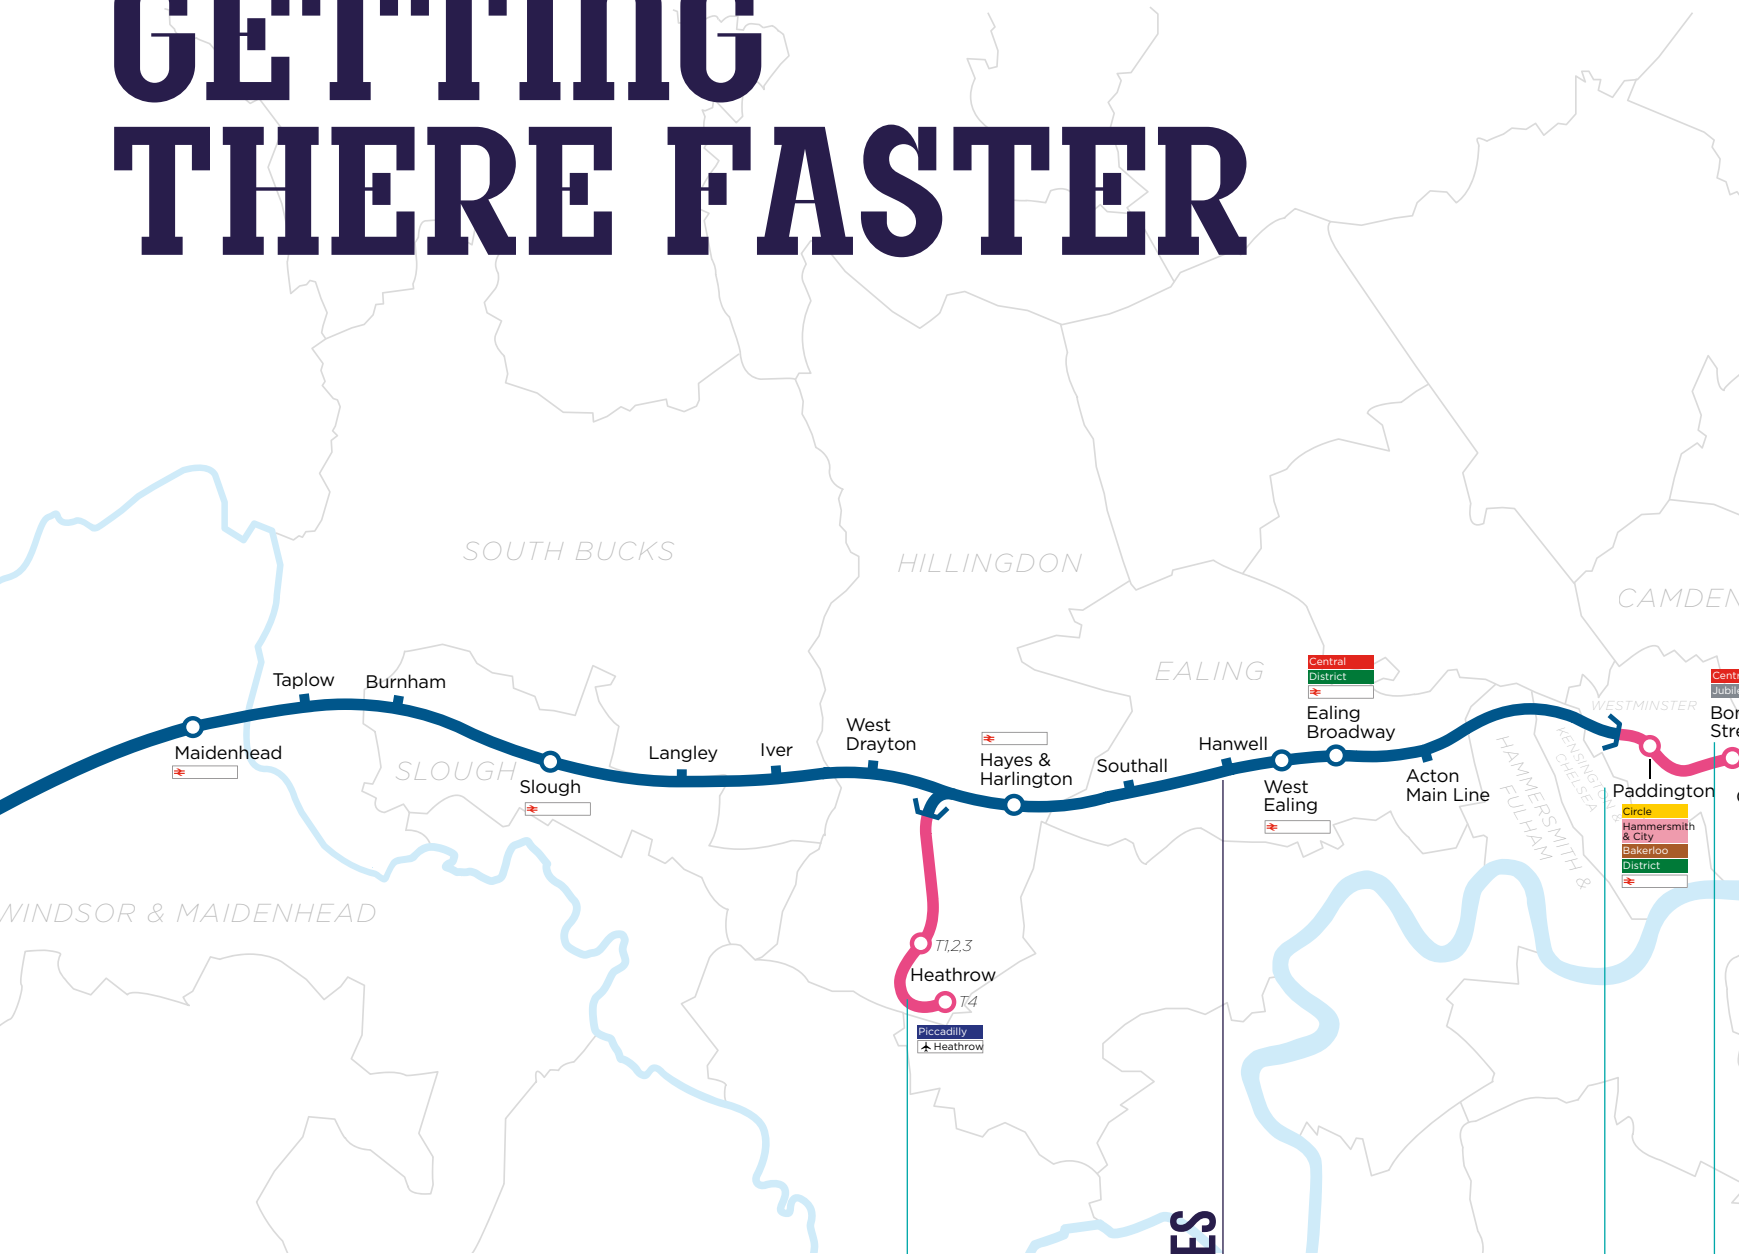 GETTING
THERE FASTER
SOUTH BUCKS
HILLINGDON
CAMDEN
EALING
Central
District
Taplow
Burnham
WESTMINSTER
West
Drayton
Ealing
Broadway
Maidenhead
Langley
Iver
Hayes &
Harlington
Hanwell
Southall
SLOUGH
Slough
West
Ealing
Acton
Main Line
HAMMERSMITH &
FULHAM
KENSINGTON &
CHELSEA
Paddington
Circle
Hammersmith
& City
Bakerloo
District
WINDSOR & MAIDENHEAD
T1,2,3
Heathrow
T4
Piccadilly
Heathrow
ES